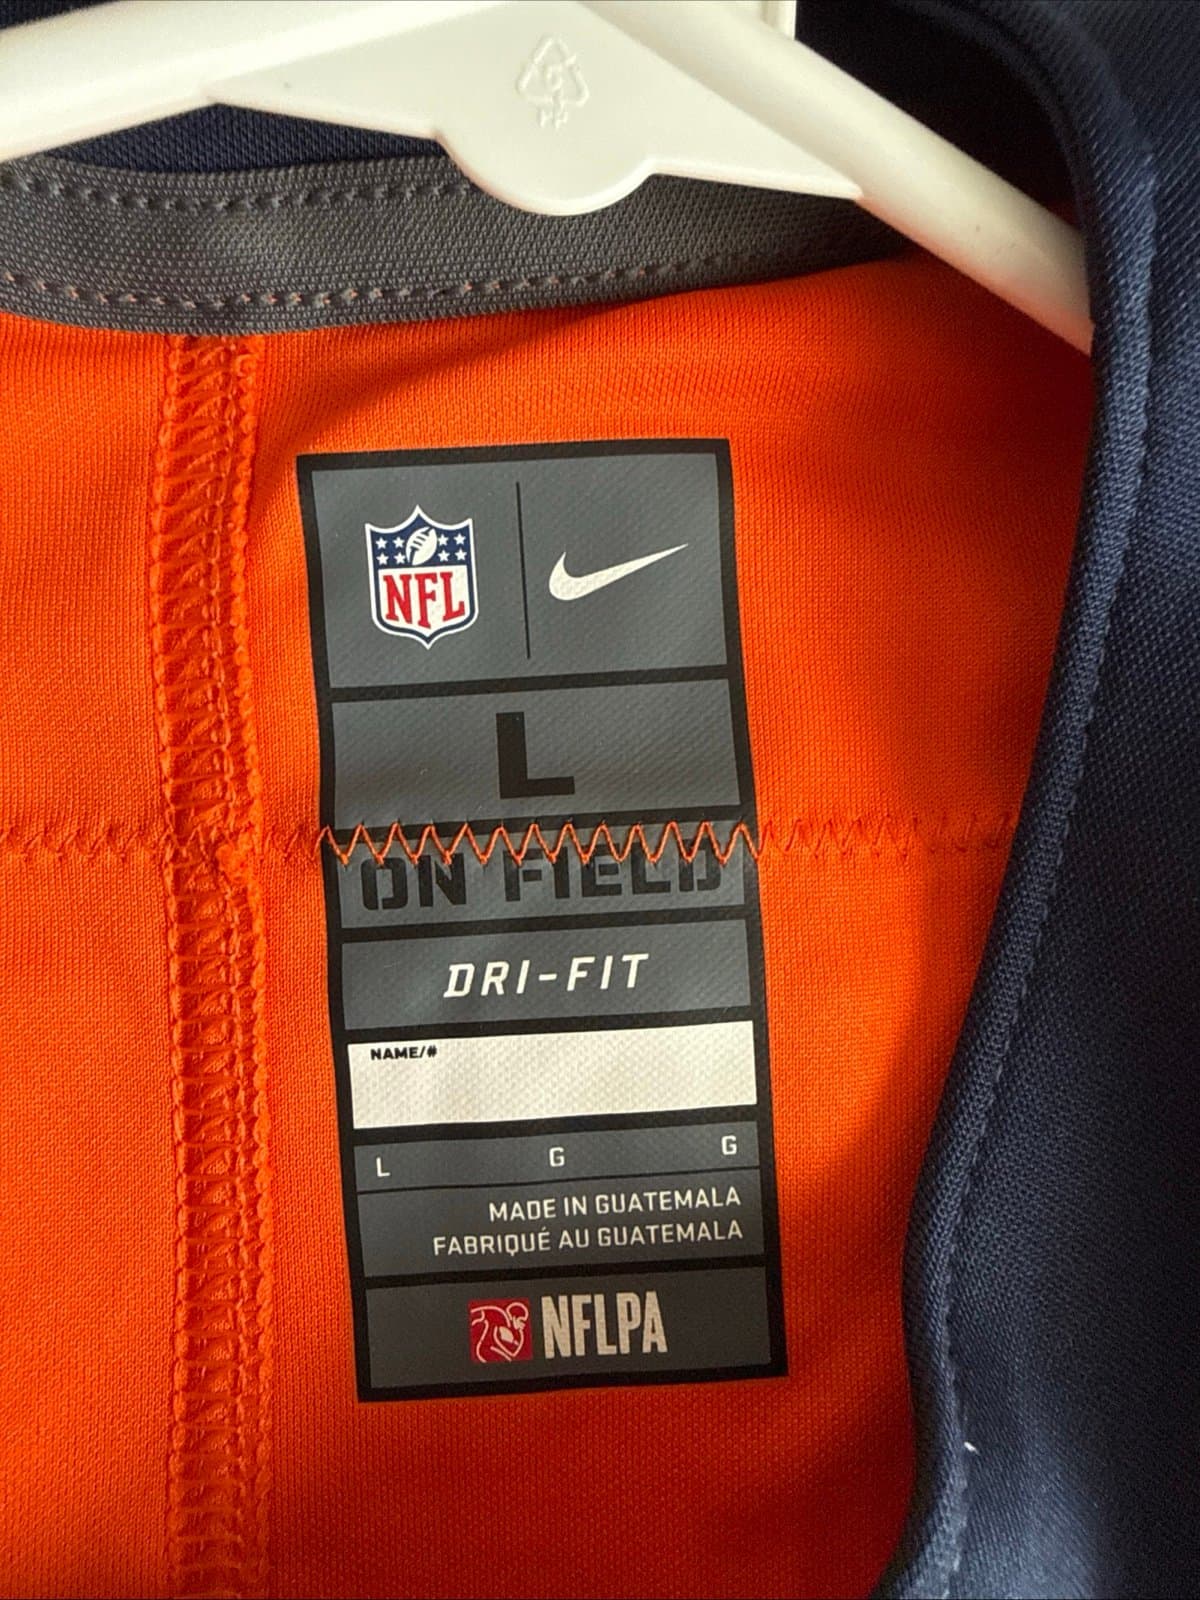 NFL
L
ON FIELD
DRI-FIT
NAME/#
L G G
MADE IN GUATEMALA
FABRIQUÉ AU GUATEMALA
NFLPA